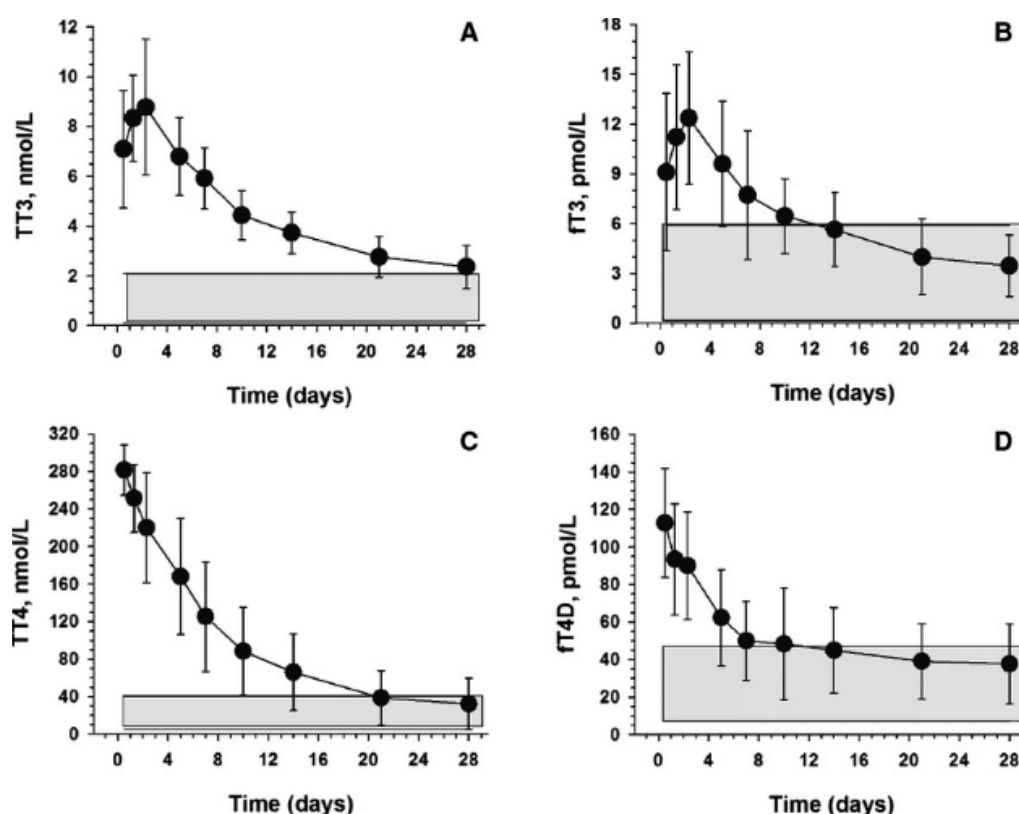 A
TT3, nmol/L
12
10
8
6
4
2
0
0 4 8 12 16 20 24 28
Time (days)
B
fT3, pmol/L
18
15
12
9
6
3
0
0 4 8 12 16 20 24 28
Time (days)
C
TT4, nmol/L
320
280
240
200
160
120
80
40
0
0 4 8 12 16 20 24 28
Time (days)
D
fT4D, pmol/L
160
140
120
100
80
60
40
20
0
0 4 8 12 16 20 24 28
Time (days)